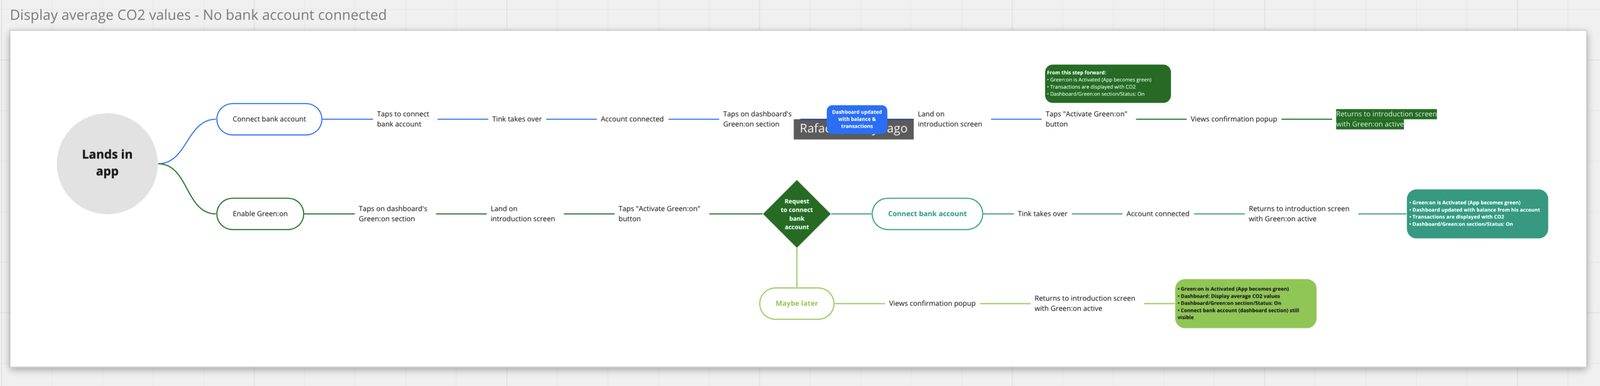 Display average CO2 values - No bank account connected
From this step forward:
• Green:on is Activated (App becomes green)
• Transactions are displayed with CO2
• Dashboard/Green:on section/Status: On
Connect bank account
Taps to connect
bank account
Tink takes over
Account connected
Taps on dashboard's
Green:on section
Dashboard updated
with balance &
transactions
ago
Land on
introduction screen
Taps "Activate Green:on"
button
Views confirmation popup
Returns to introduction screen
with Green:on active
Lands in
app
Enable Green:on
Taps on dashboard's
Green:on section
Land on
introduction screen
Taps "Activate Green:on"
button
Request
to connect
bank
account
Connect bank account
Tink takes over
Account connected
Returns to introduction screen
with Green:on active
• Green:on is Activated (App becomes green)
• Dashboard updated with balance from his account
• Transactions are displayed with CO2
• Dashboard/Green:on section/Status: On
Maybe later
Views confirmation popup
Returns to introduction screen
with Green:on active
• Green:on is Activated (App becomes green)
• Dashboard: Display average CO2 values
• Dashboard/Green:on section/Status: On
• Connect bank account (dashboard section) still
visible